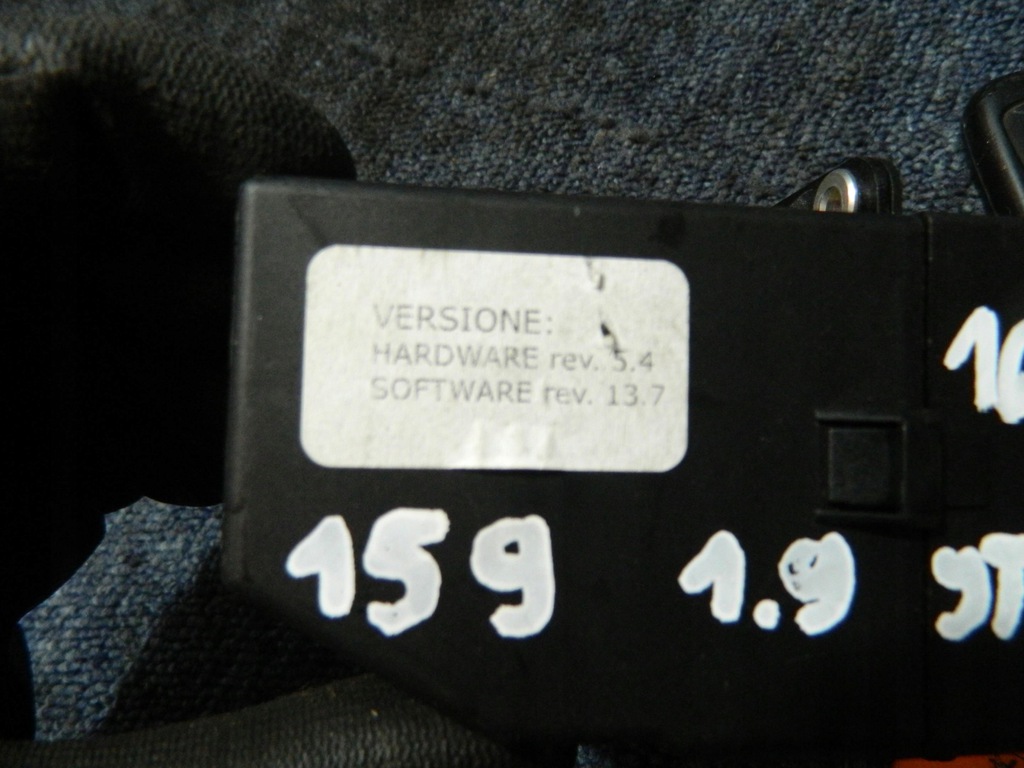 VERSIONE:
HARDWARE rev. 5.4
SOFTWARE rev. 13.7
159 1.9